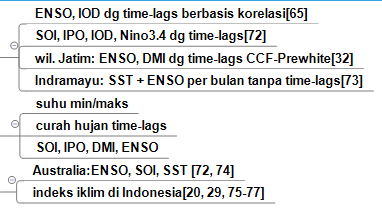 ENSO, IOD dg time-lags berbasis korelasi[65]
SOI, IPO, IOD, Nino3.4 dg time-lags[72]
wil. Jatim: ENSO, DMI dg time-lags CCF-Prewhite[32]
Indramayu: SST + ENSO per bulan tanpa time-lags[73]
suhu min/maks
curah hujan time-lags
SOI, IPO, DMI, ENSO
Australia:ENSO, SOI, SST [72, 74]
indeks iklim di Indonesia[20, 29, 75-77]